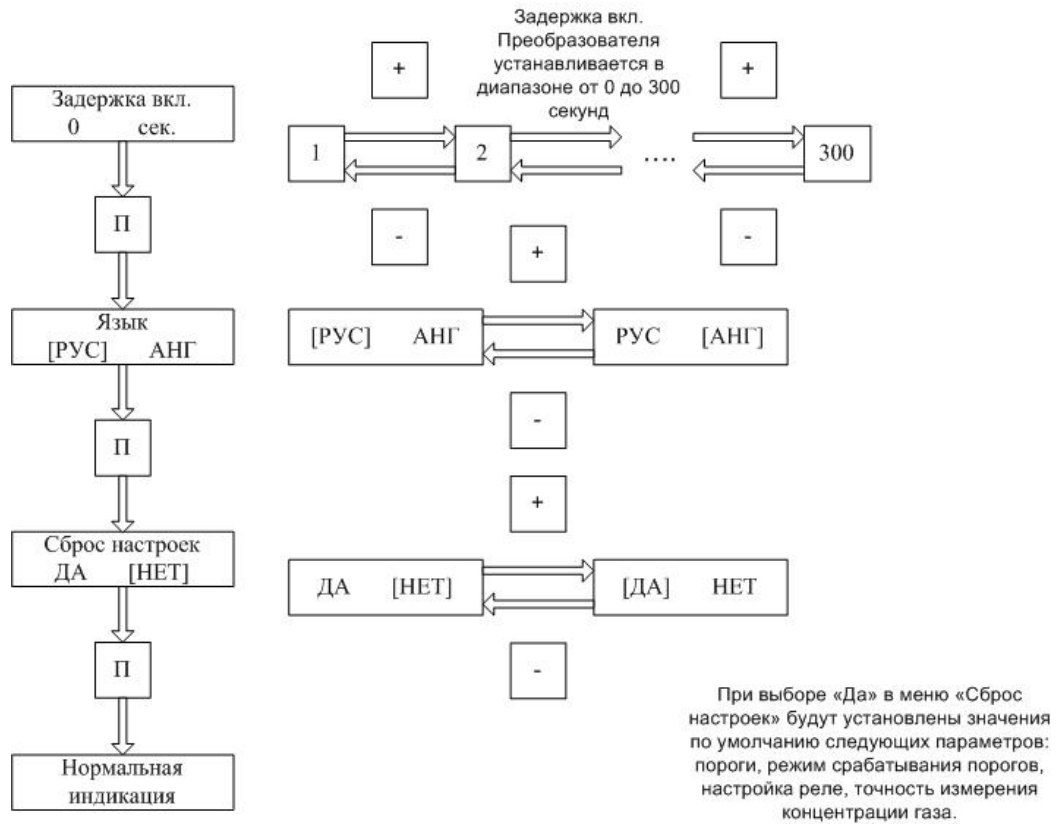 Задержка вкл.
Преобразователя
устанавливается в
диапазоне от 0 до 300
секунд
+
+
Задержка вкл.
0 сек.
1
2
....
300
П
-
-
+
Язык
[РУС] АНГ
[РУС] АНГ
РУС [АНГ]
П
-
+
Сброс настроек
ДА [НЕТ]
ДА [НЕТ]
[ДА] НЕТ
П
-
Нормальная
индикация
При выборе «Да» в меню «Сброс
настроек» будут установлены значения
по умолчанию следующих параметров:
пороги, режим срабатывания порогов,
настройка реле, точность измерения
концентрации газа.